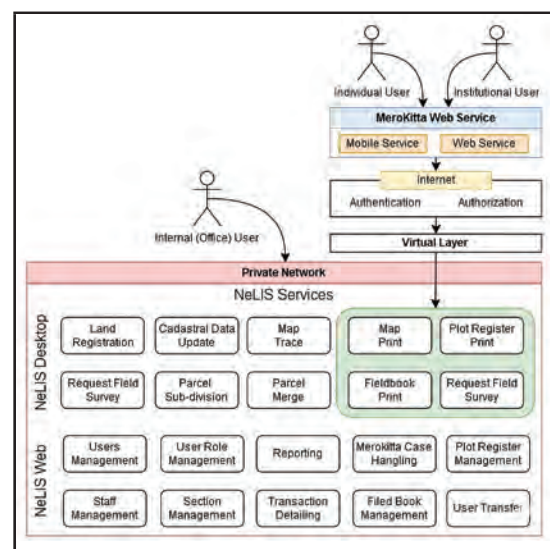 Individual User
Institutional User
MeroKitta Web Service
Mobile Service
Web Service
Internet
Authentication
Authorization
Virtual Layer
Internal (Office) User
Private Network
NeLIS Services
NeLIS Desktop
Land
Registration
Cadastral Data
Update
Map
Trace
Map
Print
Plot Register
Print
Request Field
Survey
Parcel
Sub-division
Parcel
Merge
Fieldbook
Print
Request Field
Survey
NeLIS Web
Users
Management
User Role
Management
Reporting
Merokitta Case
Hangling
Plot Register
Management
Staff
Management
Section
Management
Transaction
Detailing
Filed Book
Management
User Transfer